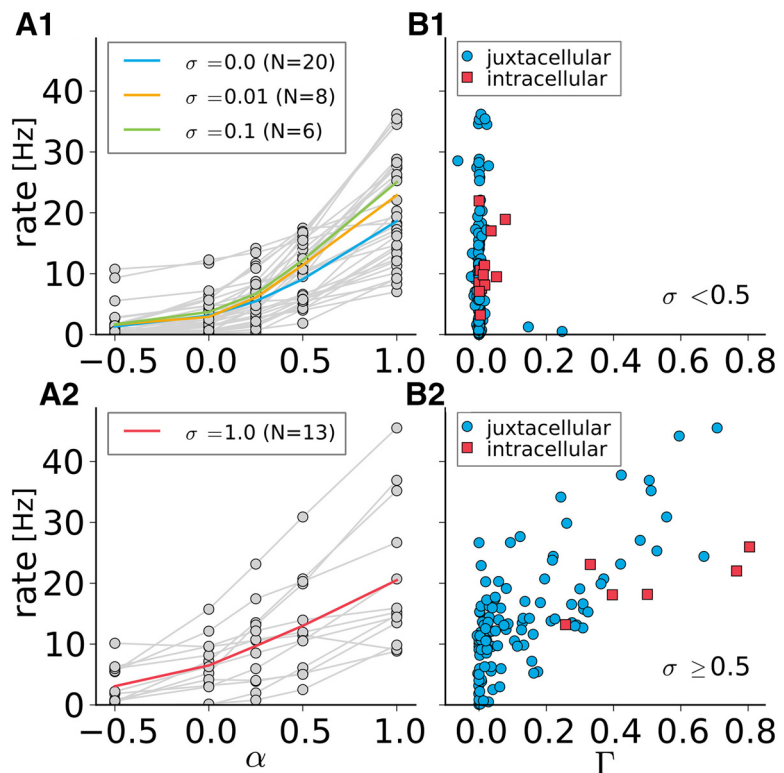 A1
rate [Hz]
40
30
20
10
0
σ =0.0 (N=20)
σ =0.01 (N=8)
σ =0.1 (N=6)
−0.5 0.0 0.5 1.0
B1
juxtacellular
intracellular
σ <0.5
0.0 0.2 0.4 0.6 0.8
A2
rate [Hz]
40
30
20
10
0
σ =1.0 (N=13)
−0.5 0.0 0.5 1.0
α
B2
juxtacellular
intracellular
σ ≥0.5
0.0 0.2 0.4 0.6 0.8
Γ